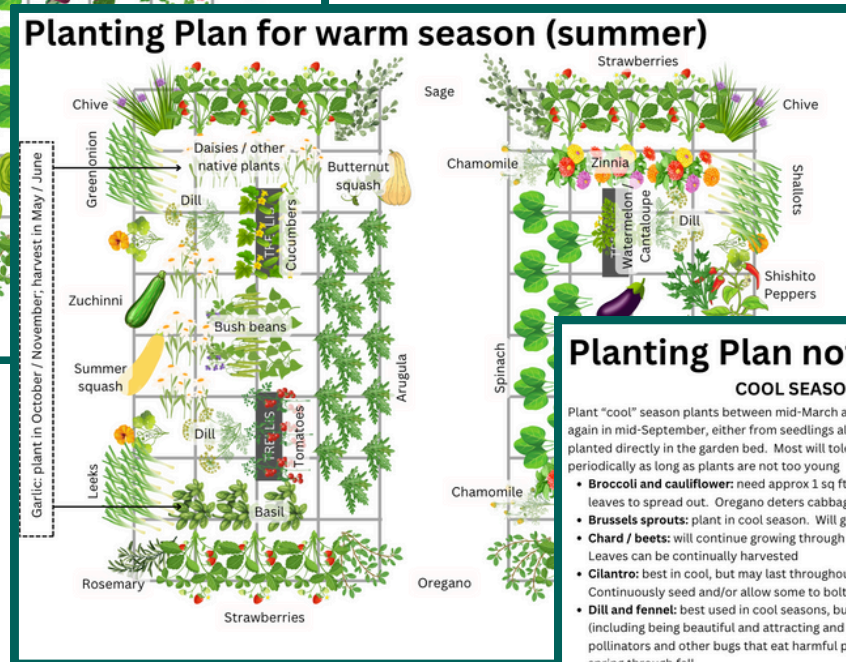 Planting Plan for warm season (summer)
Strawberries
Chive
Sage
Chive
Green onion
Daisies / other
native plants
Butternut
squash
Chamomile
Zinnia
Shallots
Dill
TRELLIS
Cucumbers
Watermelon /
Cantaloupe
Dill
Garlic: plant in October / November; harvest in May / June
Zuchinni
Bush beans
Shishito
Peppers
Summer
squash
Arugula
Spinach
Dill
TRELLIS
Tomatoes
Leeks
Basil
Chamomile
Rosemary
Oregano
Strawberries
Planting Plan no
COOL SEASO
Plant “cool” season plants between mid-March a
again in mid-September, either from seedlings al
planted directly in the garden bed. Most will tole
periodically as long as plants are not too young
• Broccoli and cauliflower: need approx 1 sq ft
leaves to spread out. Oregano deters cabbag
• Brussels sprouts: plant in cool season. Will g
• Chard / beets: will continue growing through
Leaves can be continually harvested
• Cilantro: best in cool, but may last throughou
Continuously seed and/or allow some to bolt
• Dill and fennel: best used in cool seasons, bu
(including being beautiful and attracting and
pollinators and other bugs that eat harmful p